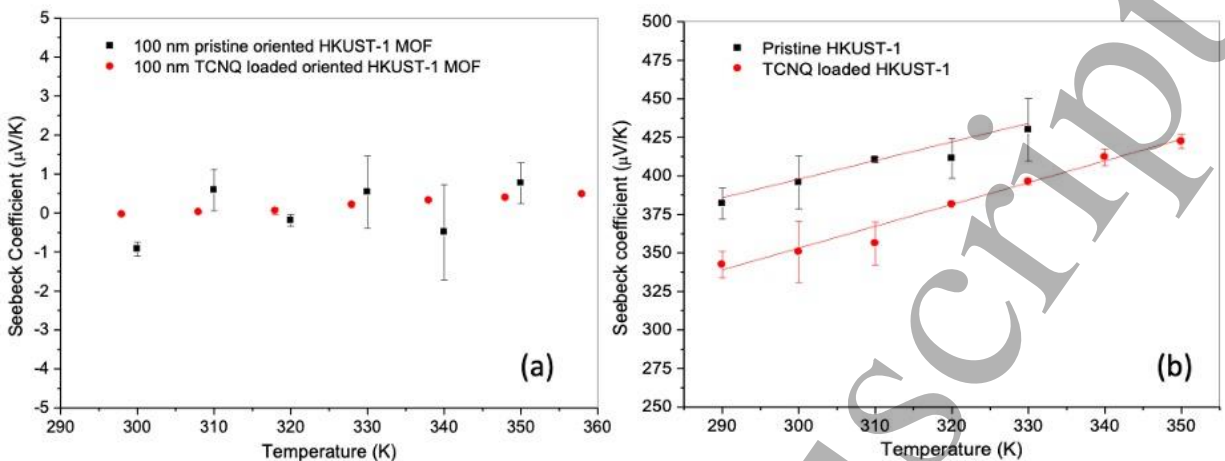 100 nm pristine oriented HKUST-1 MOF
100 nm TCNQ loaded oriented HKUST-1 MOF
Seebeck Coefficient (μV/K)
5
4
3
2
1
0
-1
-2
-3
-4
-5
290 300 310 320 330 340 350 360
Temperature (K)
(a)
Pristine HKUST-1
TCNQ loaded HKUST-1
Seebeck coefficient (μV/K)
500
475
450
425
400
375
350
325
300
275
250
290 300 310 320 330 340 350
Temperature (K)
(b)
script